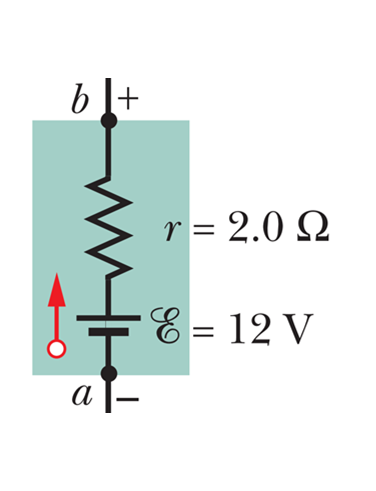 b +
r = 2.0 Ω
ℰ = 12 V
a –